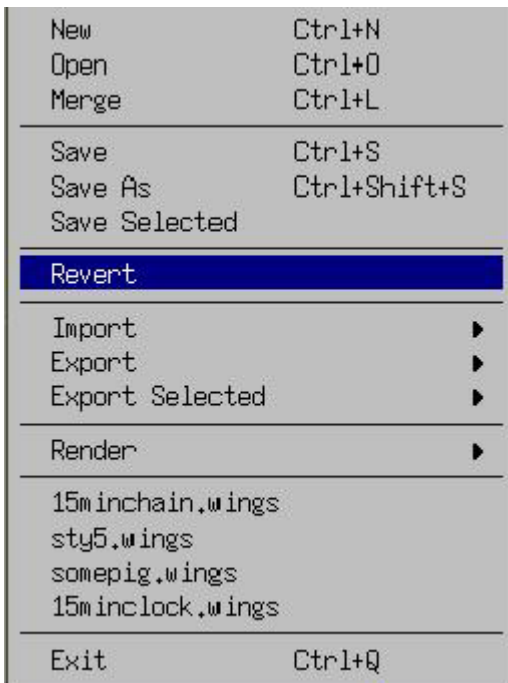 New Ctrl+N
Open Ctrl+O
Merge Ctrl+L
Save Ctrl+S
Save As Ctrl+Shift+S
Save Selected
Revert
Import
Export
Export Selected
Render
15minchain.wings
sty5.wings
somepig.wings
15minclock.wings
Exit Ctrl+Q